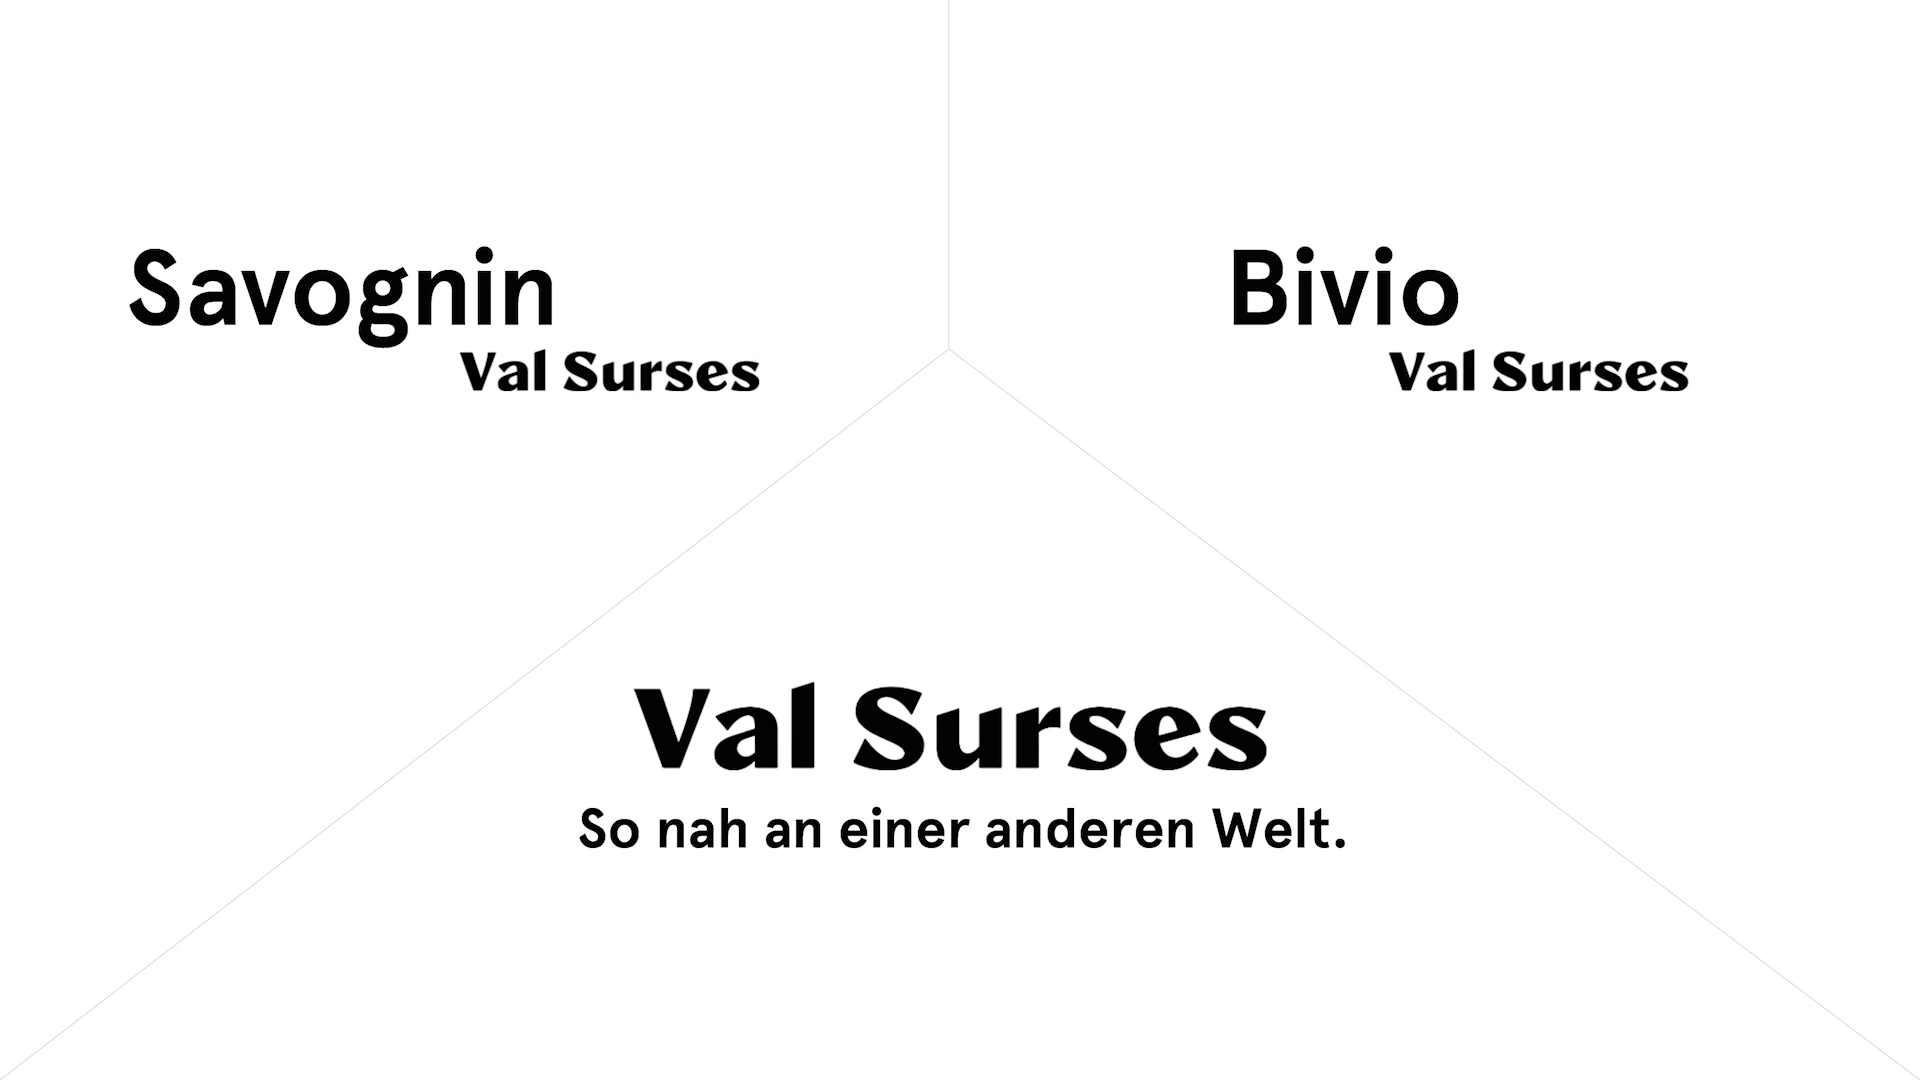 Savognin
Val Surses
Bivio
Val Surses
Val Surses
So nah an einer anderen Welt.